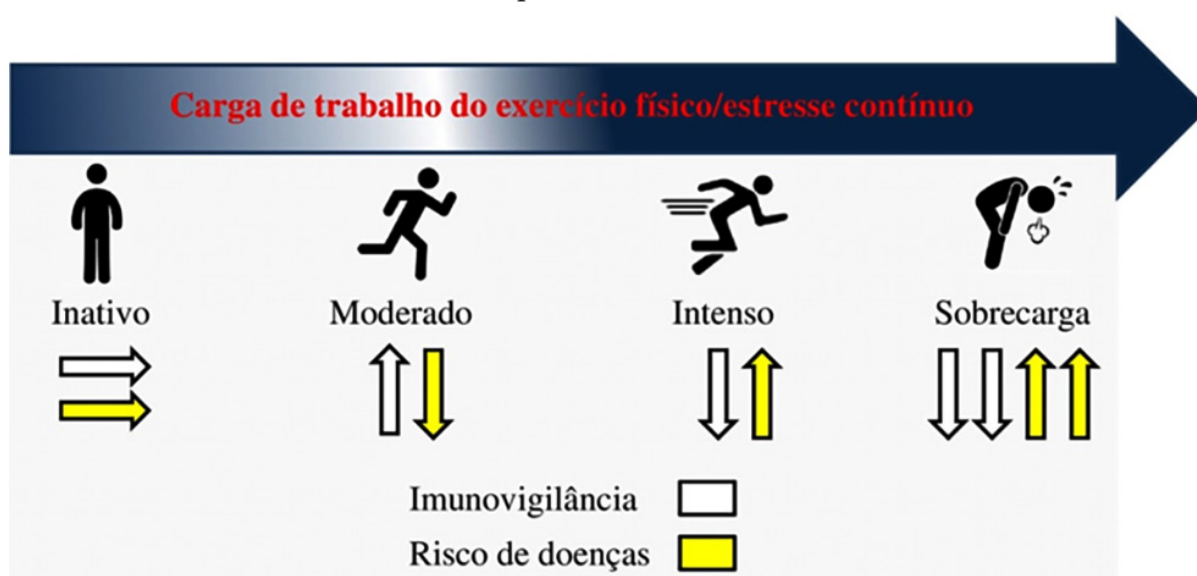 Carga de trabalho do exercício físico/estresse contínuo
Inativo
Moderado
Intenso
Sobrecarga
Imunovigilância
Risco de doenças